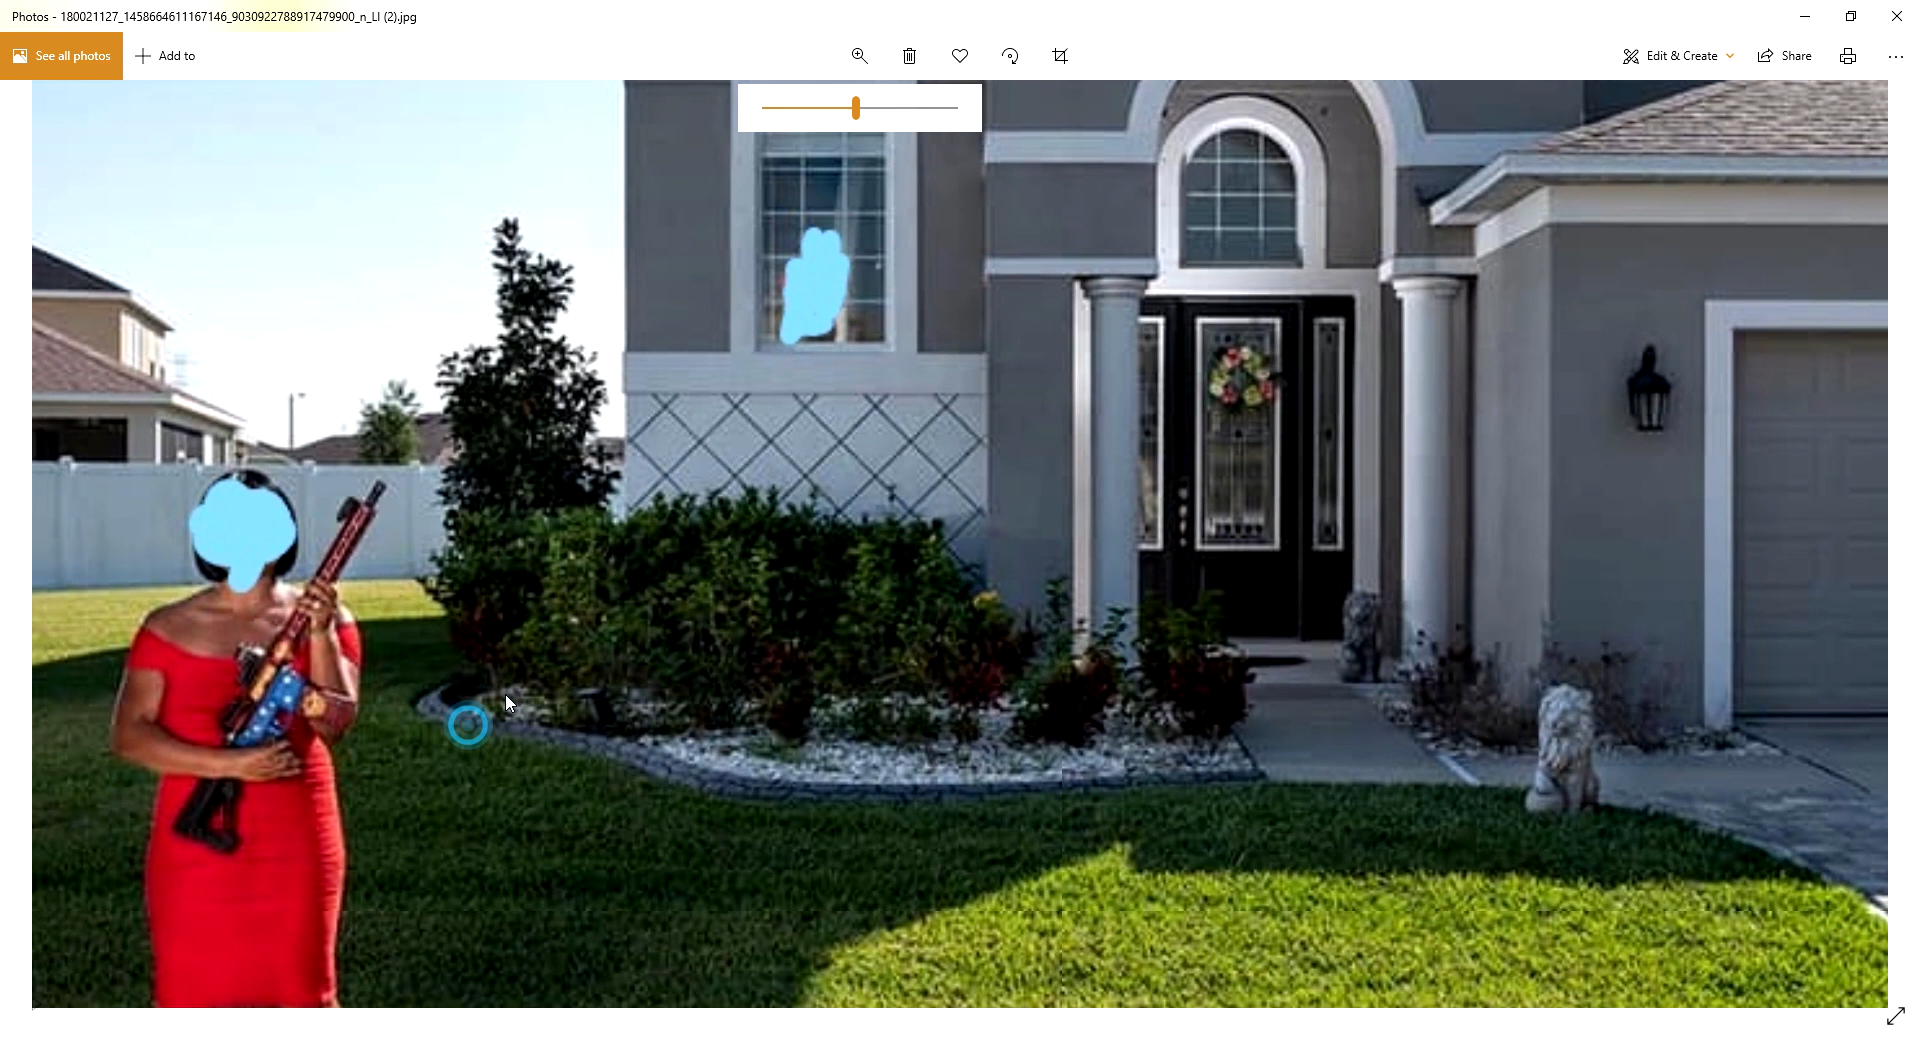 Photos - 180021127_1458664611167146_9030922788917479900_n_LI (2).jpg
See all photos
Add to
Edit & Create
Share